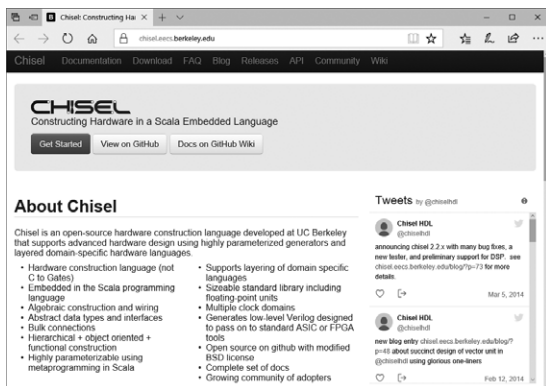 Chisel: Constructing Har
chisel.eecs.berkeley.edu
Chisel Documentation Download FAQ Blog Releases API Community Wiki
CHISEL
Constructing Hardware in a Scala Embedded Language
Get Started View on GitHub Docs on GitHub Wiki
About Chisel
Chisel is an open-source hardware construction language developed at UC Berkeley
that supports advanced hardware design using highly parameterized generators and
layered domain-specific hardware languages.
• Hardware construction language (not
C to Gates)
• Embedded in the Scala programming
language
• Algebraic construction and wiring
• Abstract data types and interfaces
• Bulk connections
• Hierarchical + object oriented +
functional construction
• Highly parameterizable using
metaprogramming in Scala
• Supports layering of domain specific
languages
• Sizeable standard library including
floating-point units
• Multiple clock domains
• Generates low-level Verilog designed
to pass on to standard ASIC or FPGA
tools
• Open source on github with modified
BSD license
• Complete set of docs
• Growing community of adopters
Tweets by @chiselhdl
Chisel HDL
@chiselhdl
announcing chisel 2.2.x with many bug fixes, a
new tester, and preliminary support for DSP. see
chisel.eecs.berkeley.edu/blog/?p=73 for more
details.
Mar 5, 2014
Chisel HDL
@chiselhdl
new blog entry chisel.eecs.berkeley.edu/blog/?
p=48 about succinct design of vector unit in
@chiselhdl using glorious one-liners
Feb 12, 2014